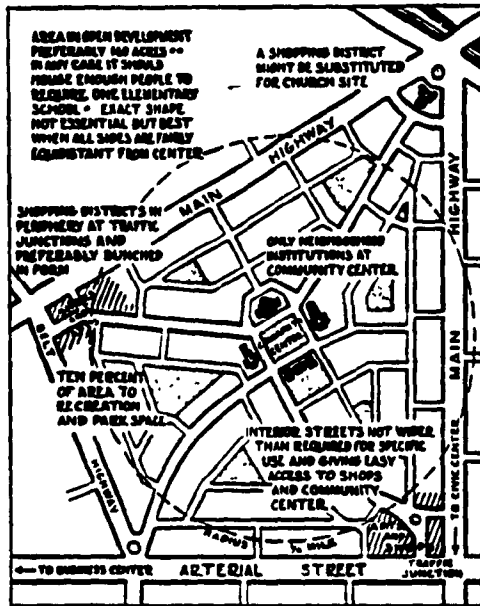 AREA IN OPEN DEVELOPMENT
PREFERABLY 160 ACRES ••
IN ANY CASE IT SHOULD
HOUSE ENOUGH PEOPLE TO
REQUIRE ONE ELEMENTARY
SCHOOL • EXACT SHAPE
NOT ESSENTIAL BUT BEST
WHEN ALL SIDES ARE FAIRLY
EQUIDISTANT FROM CENTER
A SHOPPING DISTRICT
MIGHT BE SUBSTITUTED
FOR CHURCH SITE
MAIN HIGHWAY
HIGHWAY
MAIN
SHOPPING DISTRICTS IN
PERIPHERY AT TRAFFIC
JUNCTIONS AND
PREFERABLY BUNCHED
IN FORM
ONLY NEIGHBORHOOD
INSTITUTIONS AT
COMMUNITY CENTER
COMMUNITY
CENTER
BELT
HIGHWAY
TEN PERCENT
OF AREA TO
RECREATION
AND PARK SPACE
INTERIOR STREETS NOT WIDER
THAN REQUIRED FOR SPECIFIC
USE AND GIVING EASY
ACCESS TO SHOPS
AND COMMUNITY
CENTER
TO CIVIC CENTER
RADIUS
MILE
TRAFFIC
JUNCTION
TO BUSINESS CENTER
ARTERIAL STREET